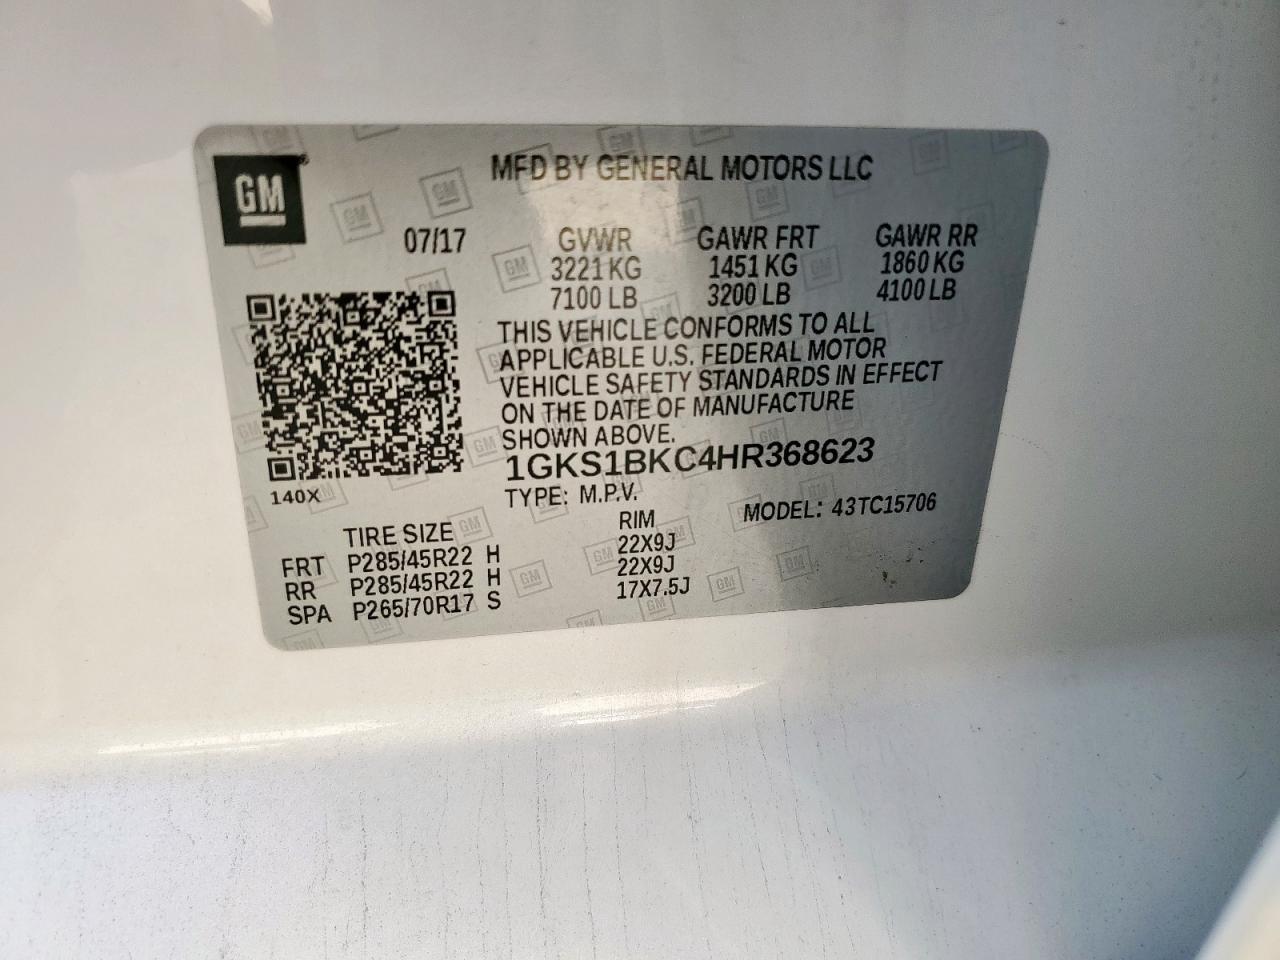 GM
MFD BY GENERAL MOTORS LLC
07/17
GVWR GAWR FRT GAWR RR
3221 KG 1451 KG 1860 KG
7100 LB 3200 LB 4100 LB
THIS VEHICLE CONFORMS TO ALL
APPLICABLE U.S. FEDERAL MOTOR
VEHICLE SAFETY STANDARDS IN EFFECT
ON THE DATE OF MANUFACTURE
SHOWN ABOVE.
1GKS1BKC4HR368623
140X
TYPE: M.P.V. MODEL: 43TC15706
TIRE SIZE RIM
FRT P285/45R22 H 22X9J
RR P285/45R22 H 22X9J
SPA P265/70R17 S 17X7.5J